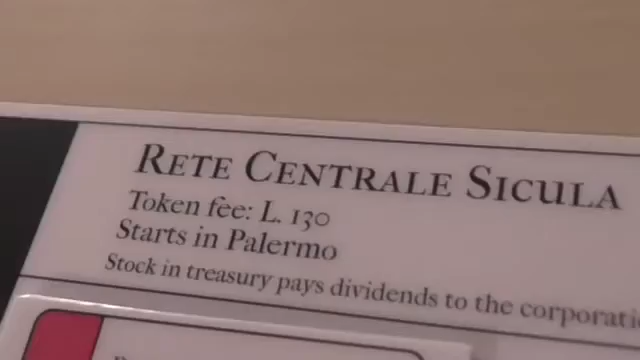 RETE CENTRALE SICULA
Token fee: L. 130
Starts in Palermo
Stock in treasury pays dividends to the